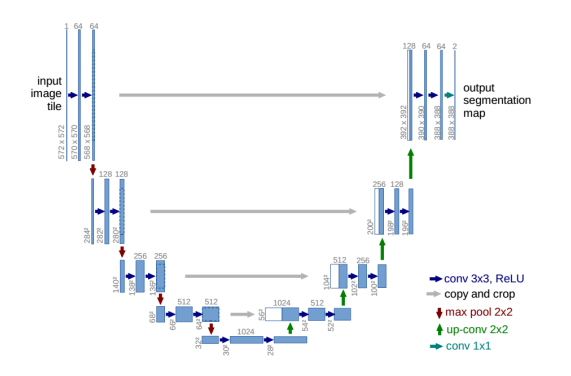 1 64 64
128 64 64 2
input
image
tile
output
segmentation
map
572 x 572
570 x 570
568 x 568
392 x 392
390 x 390
388 x 388
388 x 388
128 128
256 128
284²
282²
280²
200²
198²
196²
256 256
512 256
140²
138²
136²
104²
102²
100²
512 512
1024 512
68²
66²
64²
56²
54²
52²
1024
32²
30²
28²
conv 3x3, ReLU
copy and crop
max pool 2x2
up-conv 2x2
conv 1x1